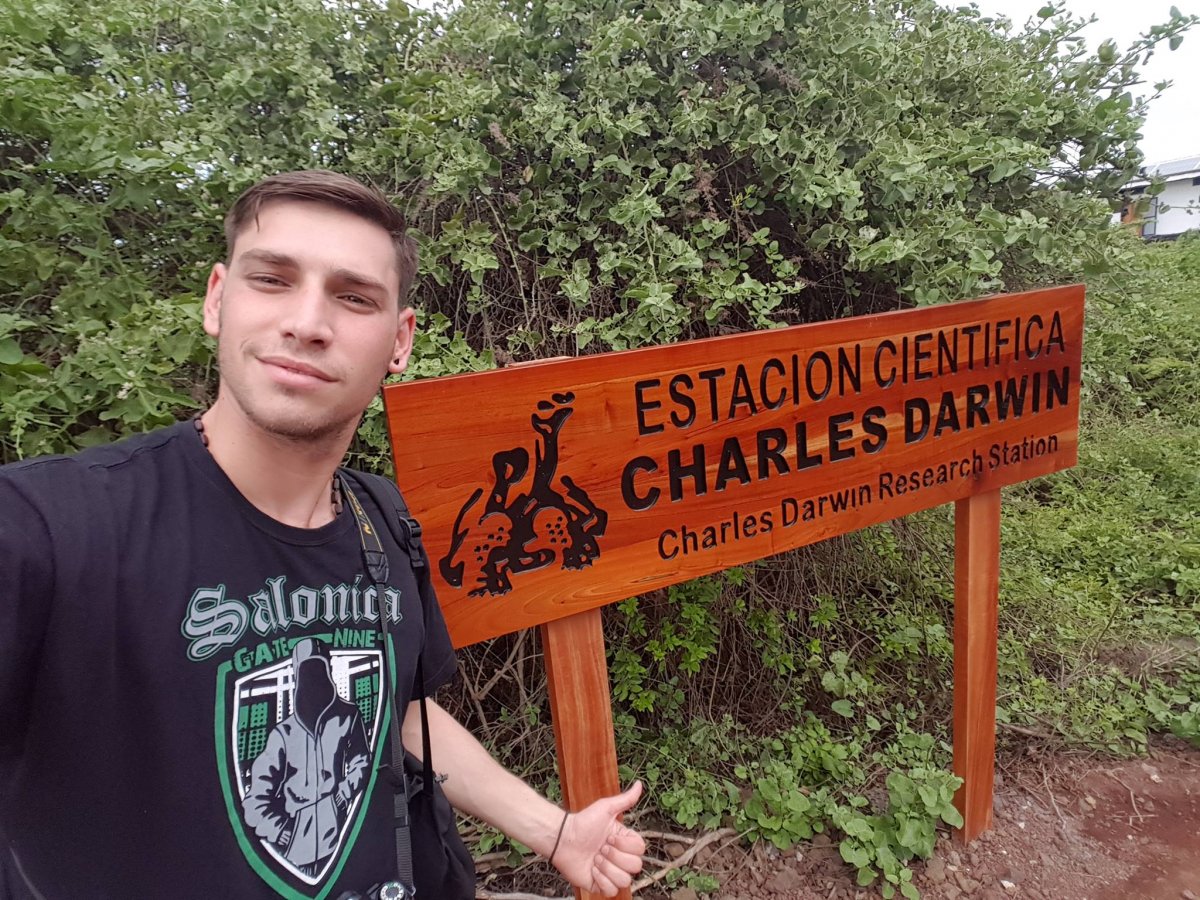 ESTACION CIENTIFICA
CHARLES DARWIN
Charles Darwin Research Station
Salonica
GATE NINE